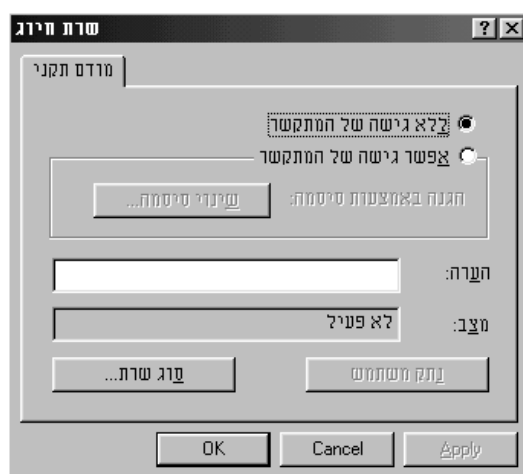 שרת חיוג
מודם תקני
ללא גישה של המתקשר
אפשר גישה של המתקשר
הגנה באמצעות סיסמה: שינוי סיסמה...
הערה:
מצב: לא פעיל
נתק משתמש סוג שרת...
OK Cancel Apply